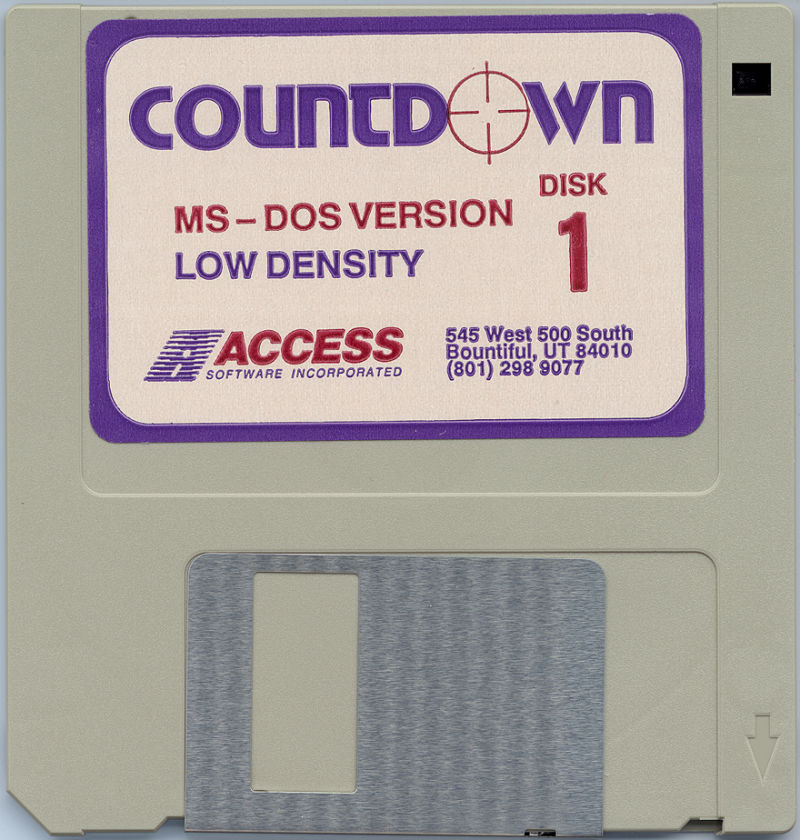 COUNTDOWN
DISK
1
MS-DOS VERSION
LOW DENSITY
ACCESS
SOFTWARE INCORPORATED
545 West 500 South
Bountiful, UT 84010
(801) 298 9077